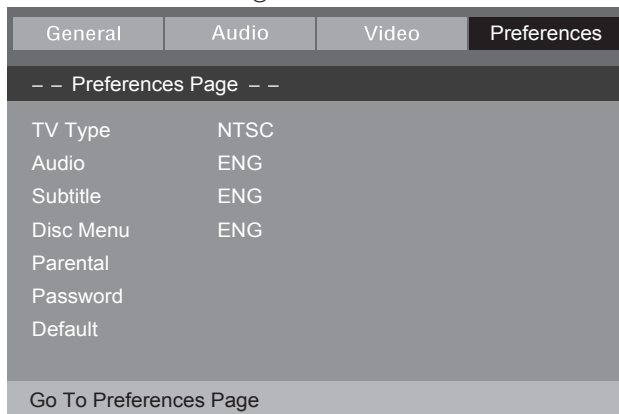 General Audio Video Preferences
– – Preferences Page – –
TV Type NTSC
Audio ENG
Subtitle ENG
Disc Menu ENG
Parental
Password
Default
Go To Preferences Page